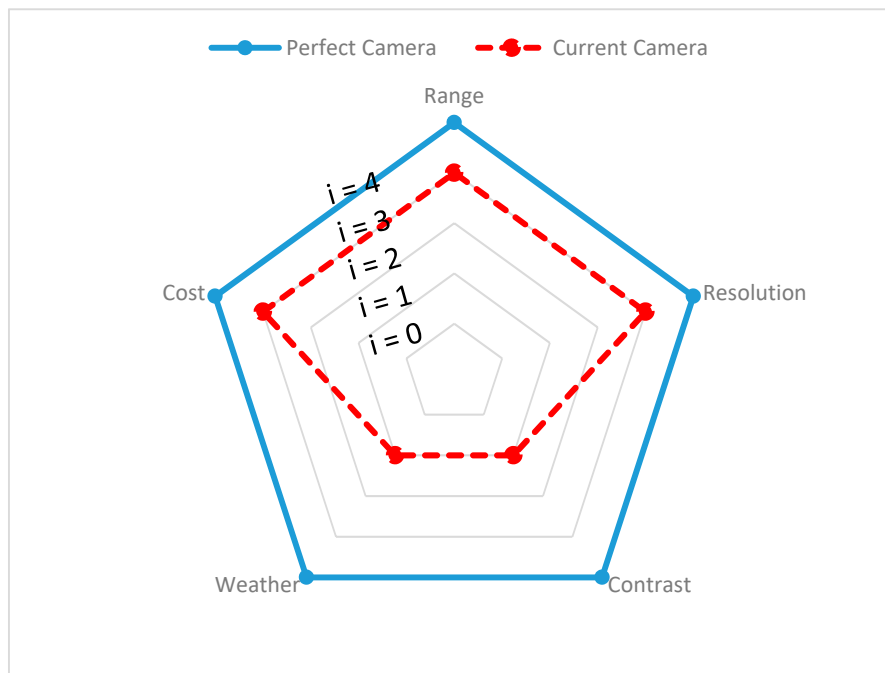 Perfect Camera Current Camera
Range
i = 4
i = 3
i = 2
Cost
Resolution
i = 1
i = 0
Weather
Contrast